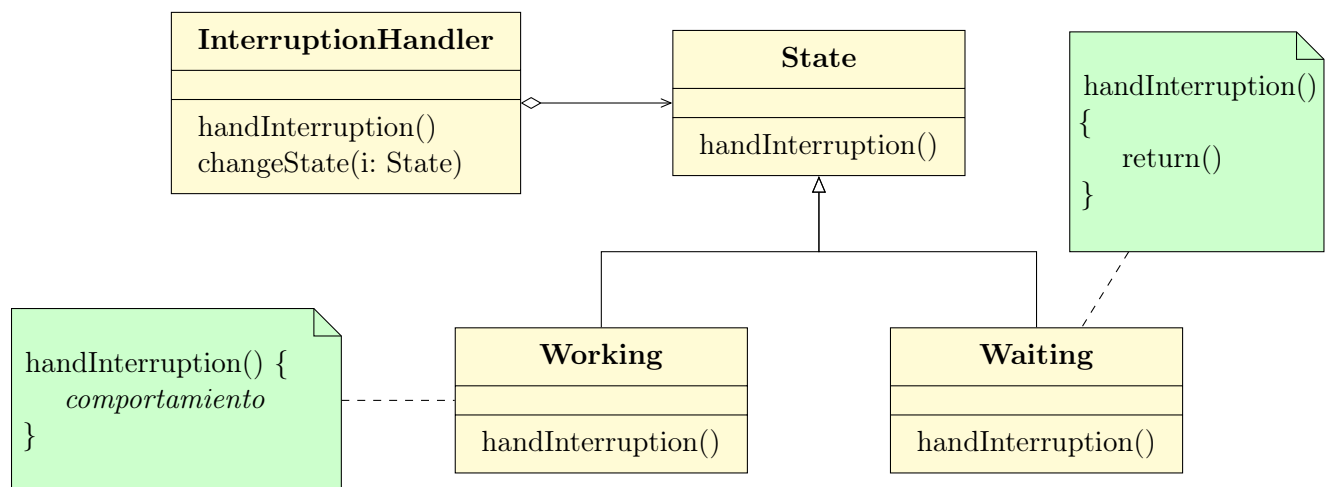 InterruptionHandler
handInterruption()
changeState(i: State)
State
handInterruption()
handInterruption()
{
return()
}
handInterruption() {
comportamiento
}
Working
handInterruption()
Waiting
handInterruption()